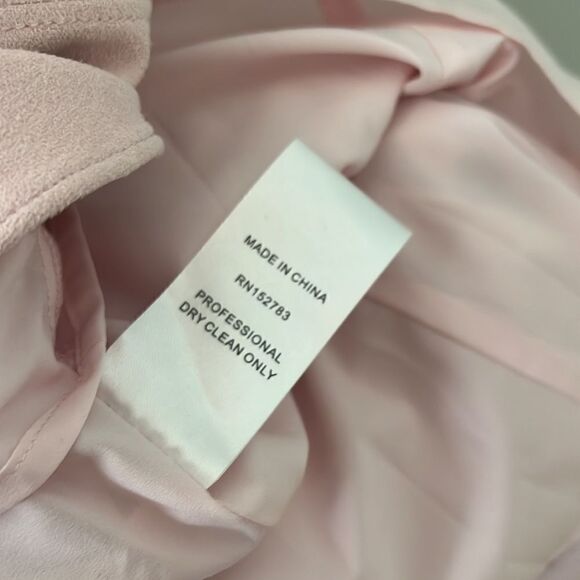 MADE IN CHINA
RN152783
PROFESSIONAL
DRY CLEAN ONLY